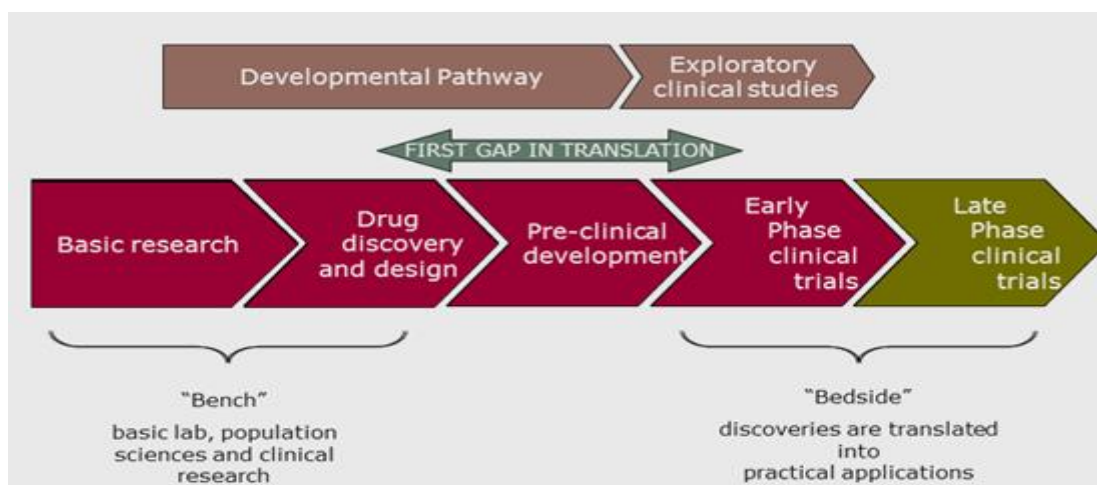 Developmental Pathway
Exploratory
clinical studies
FIRST GAP IN TRANSLATION
Basic research
Drug
discovery
and design
Pre-clinical
development
Early
Phase
clinical
trials
Late
Phase
clinical
trials
"Bench"
basic lab, population
sciences and clinical
research
"Bedside"
discoveries are translated
into
practical applications